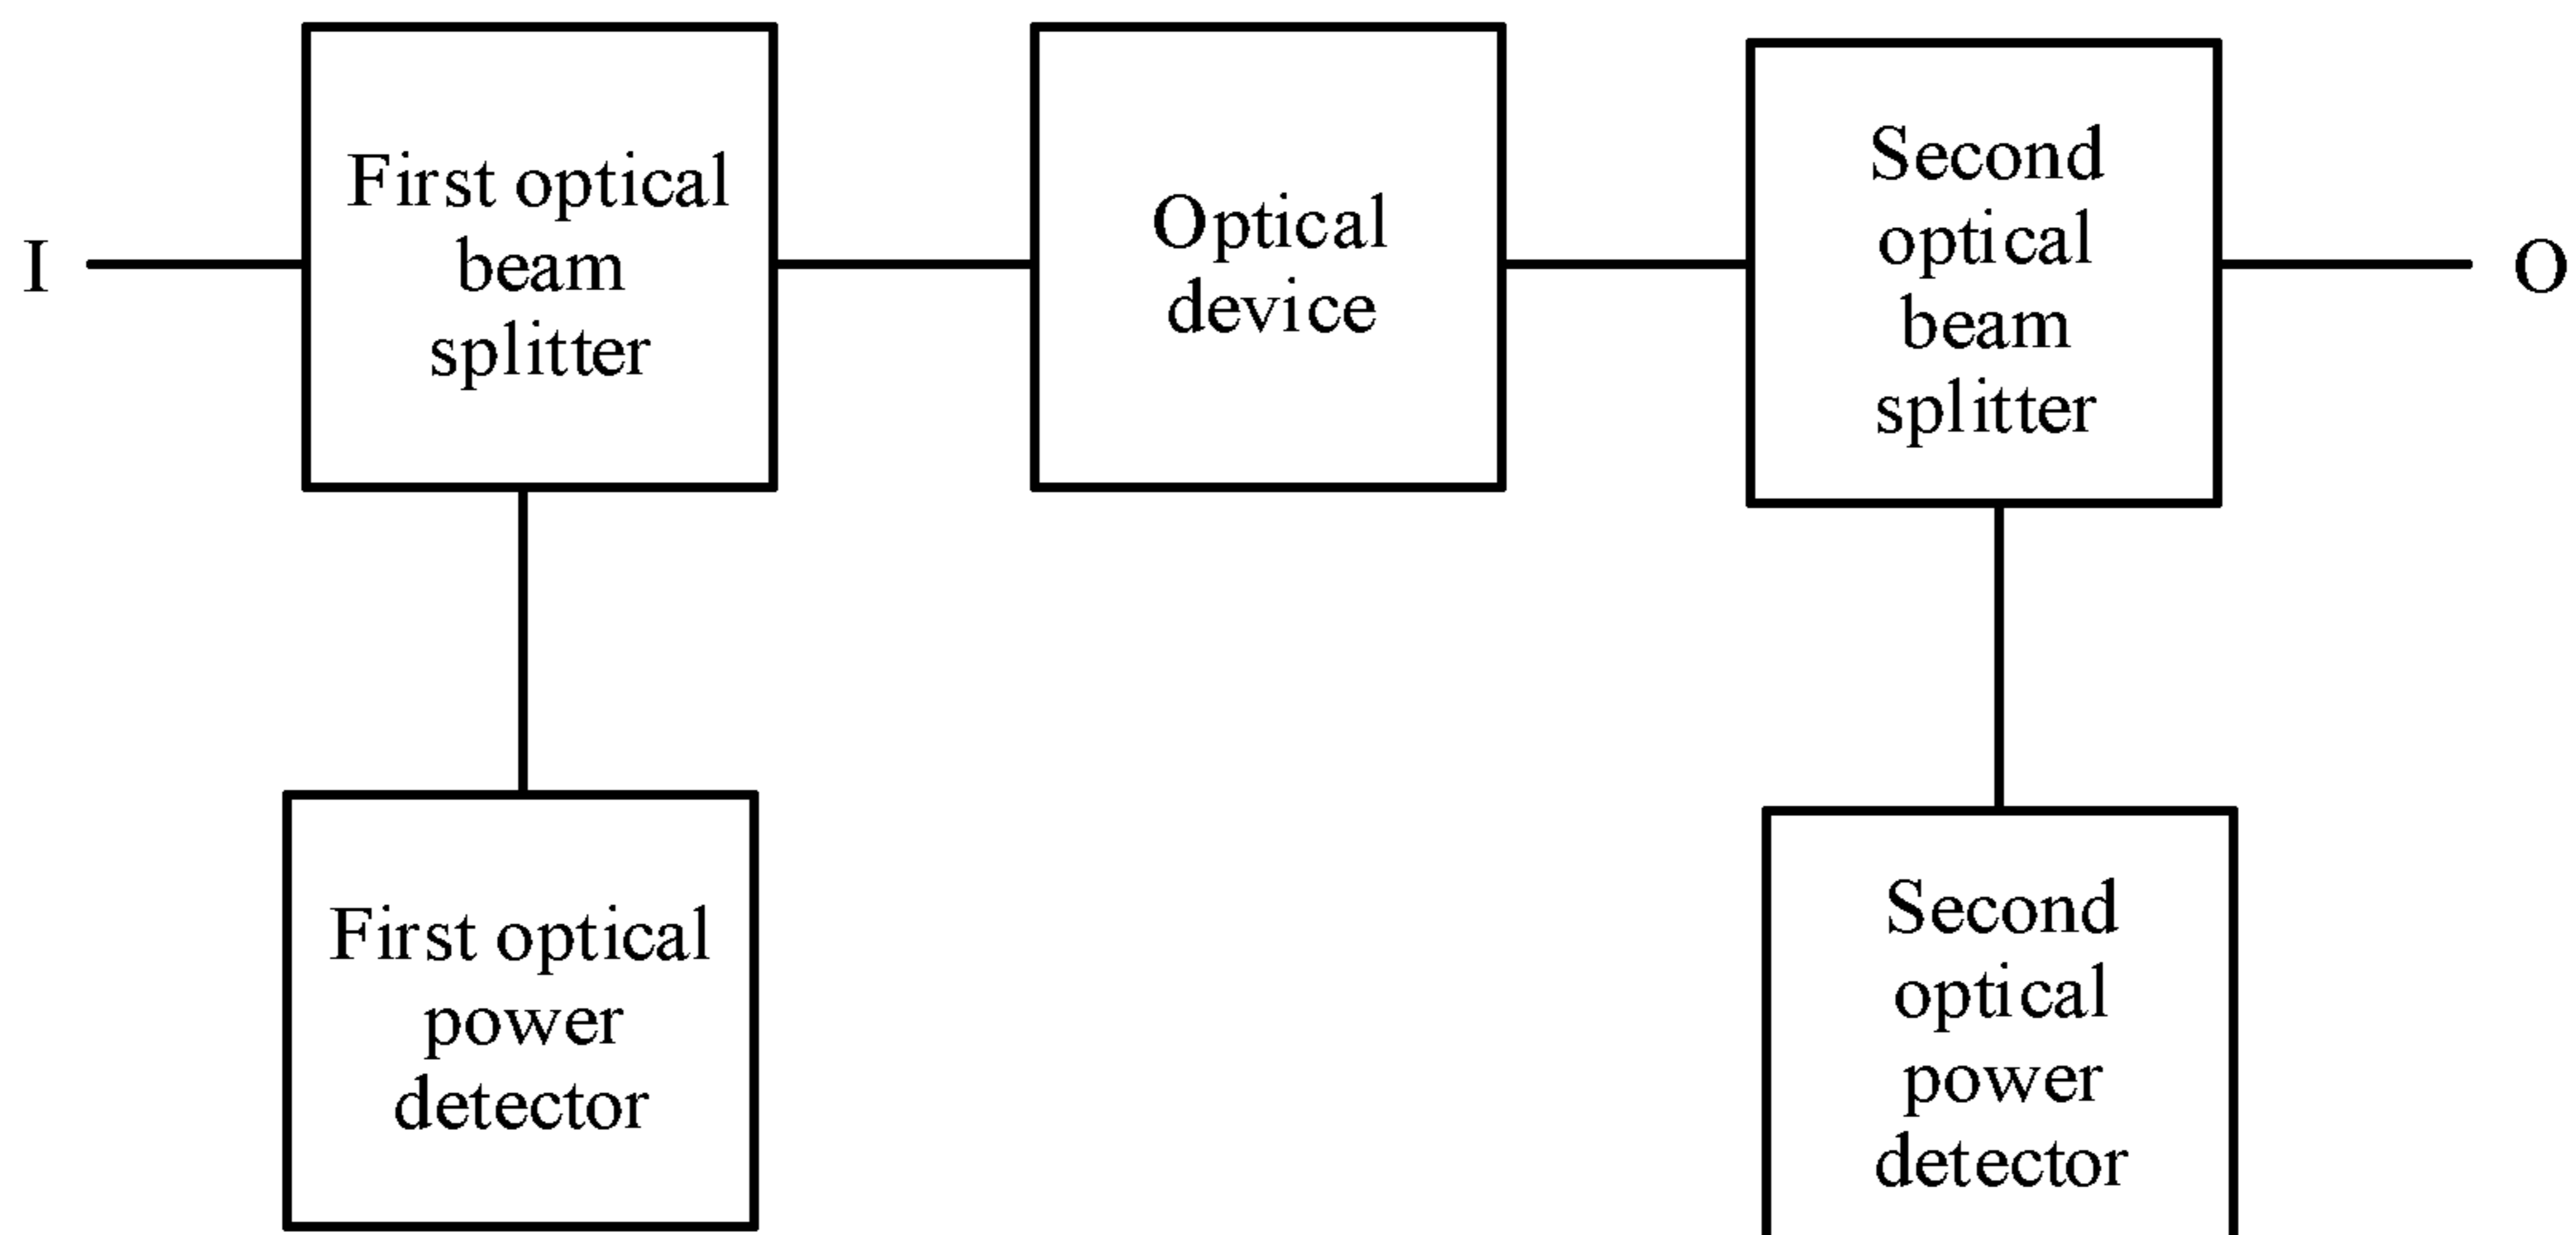 I
First optical
beam
splitter
Optical
device
Second
optical
beam
splitter
O
First optical
power
detector
Second
optical
power
detector